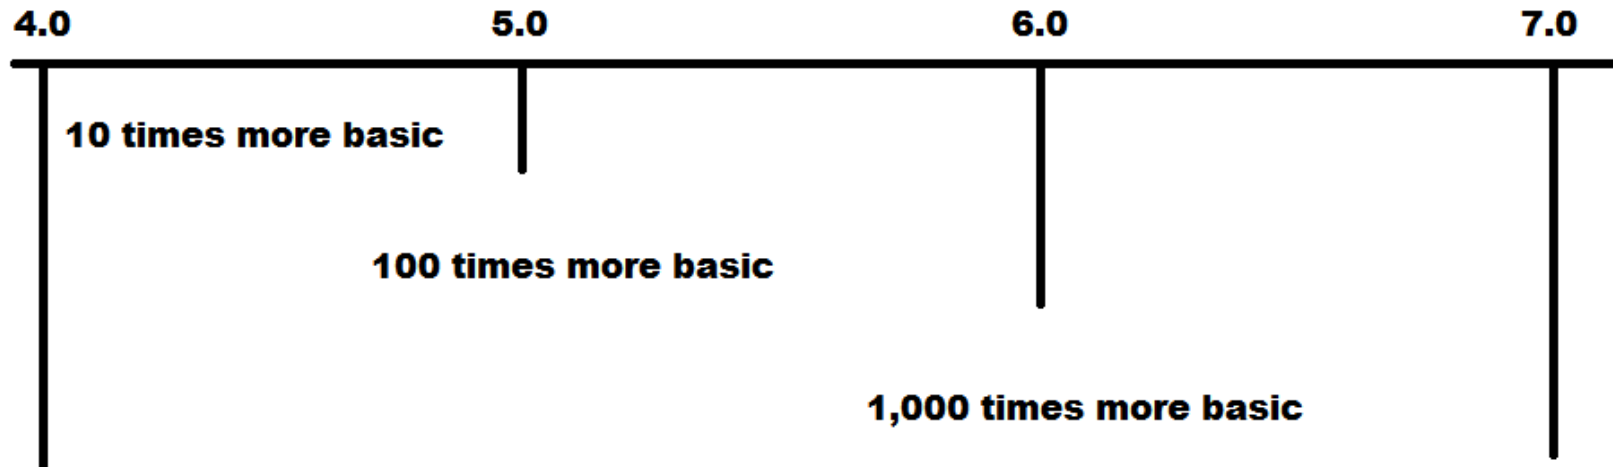 4.0 5.0 6.0 7.0
10 times more basic
100 times more basic
1,000 times more basic